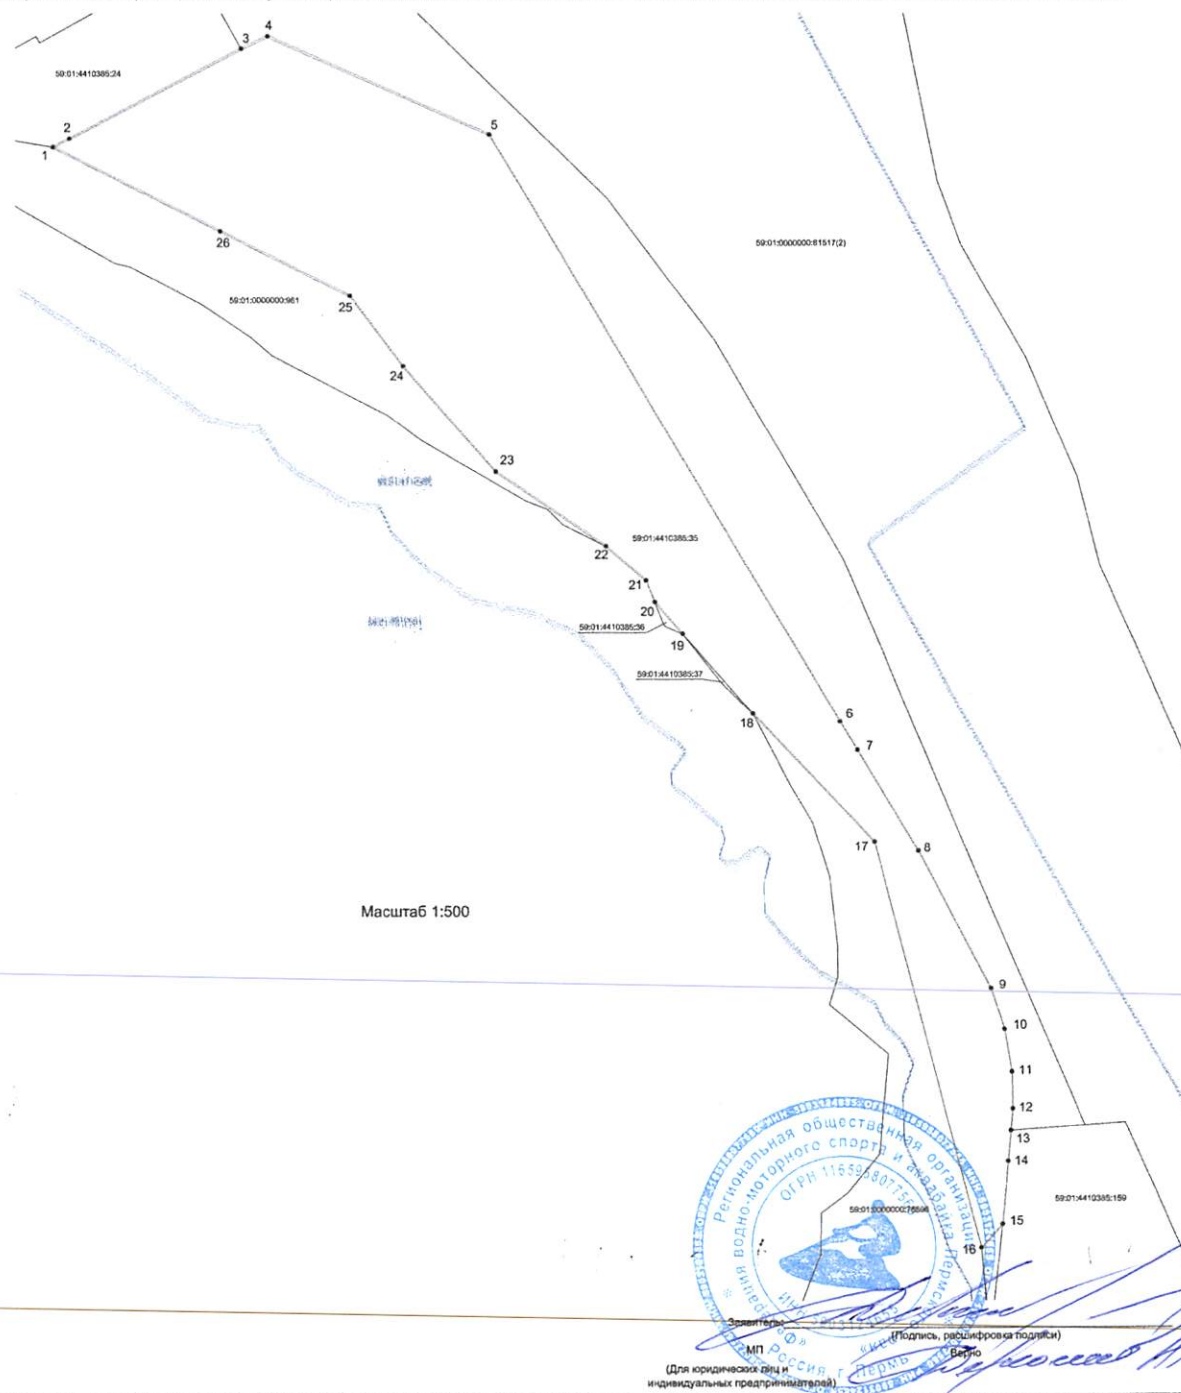 4
3
59:01:4410385:24
2
5
1
26
59:01:0000000:81517(2)
25
59:01:0000000:961
24
23
22
59:01:4410385:35
21
20
59:01:4410385:36
19
59:01:4410385:37
18
6
7
17
8
Масштаб 1:500
9
10
11
12
13
14
59:01:4410385:159
15
16
Региональная общественная организация
водно-моторного спорта и аквабайка Пермск
ОГРН
ИНН
Россия, г. Пермь
Заявитель:
(Подпись, расшифровка подписи)
МП
Верно
(Для юридических лиц и
индивидуальных предпринимателей)